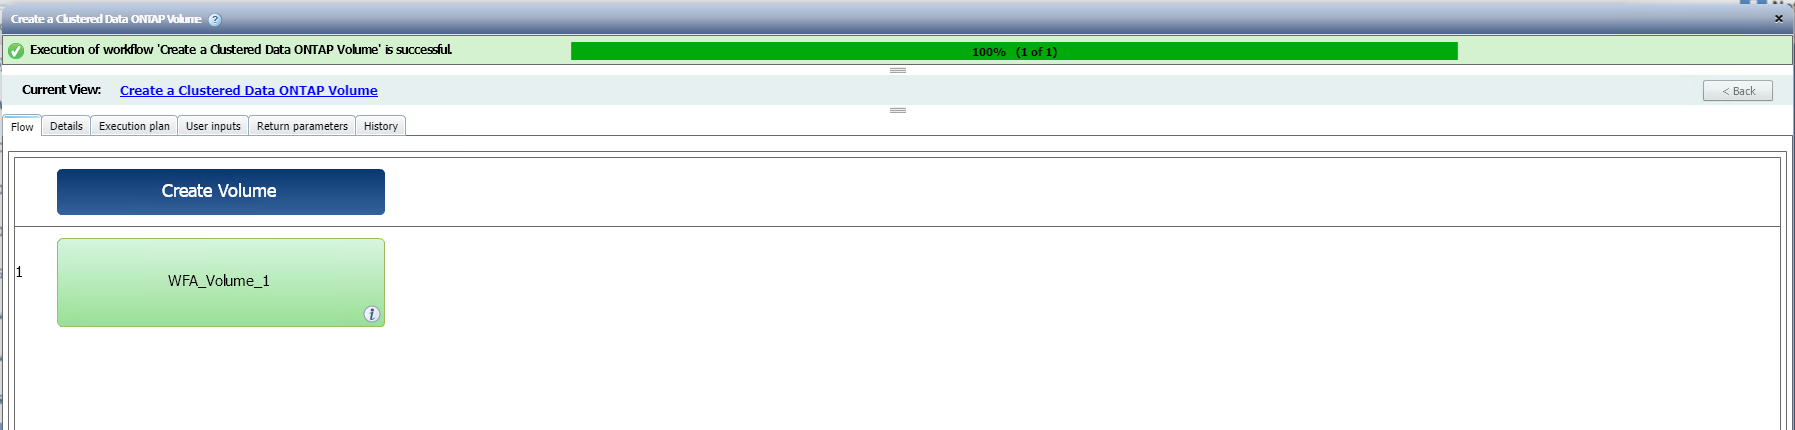 Create a Clustered Data ONTAP Volume ?
×
Execution of workflow 'Create a Clustered Data ONTAP Volume' is successful.
100% (1 of 1)
Current View: Create a Clustered Data ONTAP Volume
< Back
Flow Details Execution plan User inputs Return parameters History
Create Volume
1
WFA_Volume_1
i